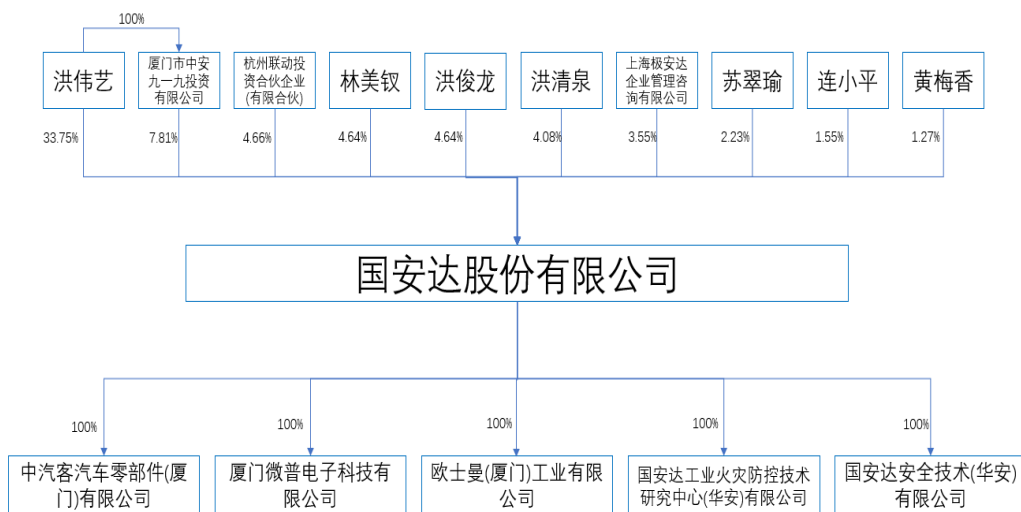 100%
洪伟艺
厦门市中安
九一九投资
有限公司
杭州联动投
资合伙企业
(有限合伙)
林美钗
洪俊龙
洪清泉
上海极安达
企业管理咨
询有限公司
苏翠瑜
连小平
黄梅香
33.75%
7.81%
4.66%
4.64%
4.64%
4.08%
3.55%
2.23%
1.55%
1.27%
国安达股份有限公司
100%
100%
100%
100%
100%
中汽客汽车零部件(厦
门)有限公司
厦门微普电子科技有
限公司
欧士曼(厦门)工业有限
公司
国安达工业火灾防控技术
研究中心(华安)有限公司
国安达安全技术(华安)
有限公司